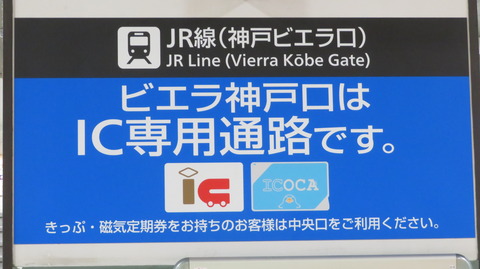 JR線（神戸ビエラ口）
JR Line (Vierra Kōbe Gate)
ビエラ神戸口は
IC専用通路です。
ic
ICOCA
きっぷ・磁気定期券をお持ちのお客様は中央口をご利用ください。